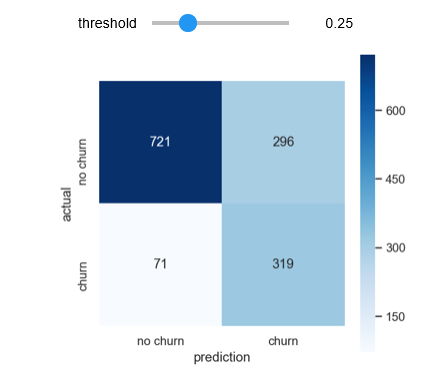 threshold 0.25
600
no churn 721 296
450
actual
300
churn 71 319
150
no churn churn
prediction